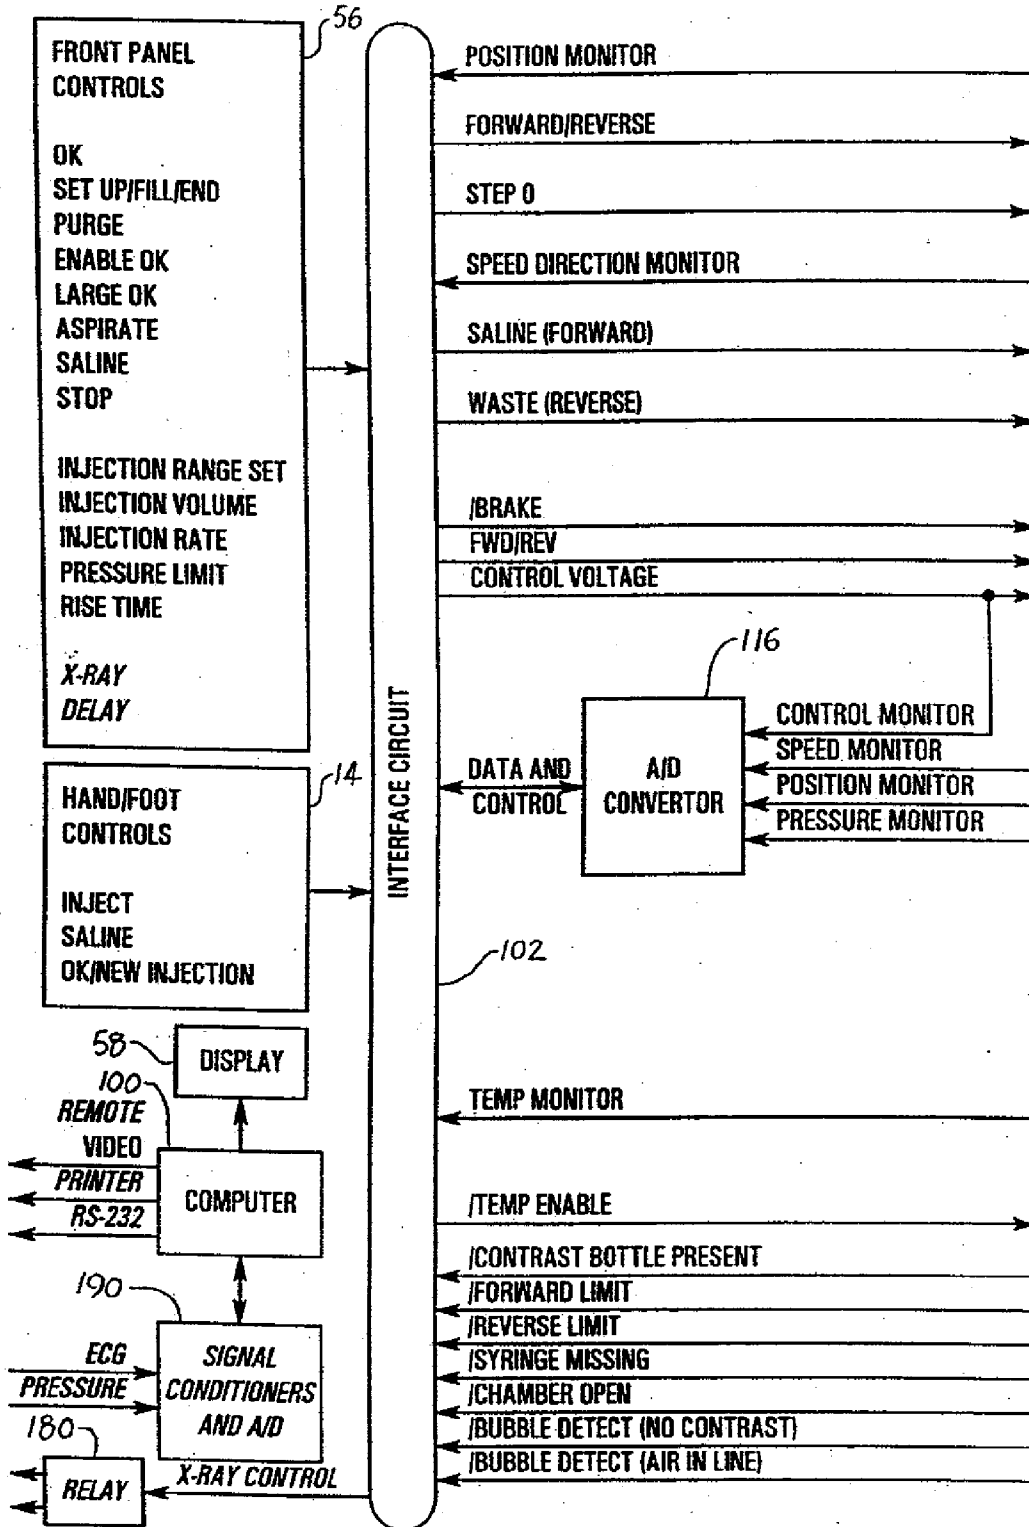 56
FRONT PANEL
CONTROLS
OK
SET UP/FILL/END
PURGE
ENABLE OK
LARGE OK
ASPIRATE
SALINE
STOP
INJECTION RANGE SET
INJECTION VOLUME
INJECTION RATE
PRESSURE LIMIT
RISE TIME
X-RAY
DELAY
14
HAND/FOOT
CONTROLS
INJECT
SALINE
OK/NEW INJECTION
58
DISPLAY
100
REMOTE
VIDEO
PRINTER
RS-232
COMPUTER
190
ECG
PRESSURE
SIGNAL
CONDITIONERS
AND A/D
180
RELAY
X-RAY CONTROL
INTERFACE CIRCUIT
102
POSITION MONITOR
FORWARD/REVERSE
STEP 0
SPEED DIRECTION MONITOR
SALINE (FORWARD)
WASTE (REVERSE)
/BRAKE
FWD/REV
CONTROL VOLTAGE
116
DATA AND
CONTROL
A/D
CONVERTOR
CONTROL MONITOR
SPEED MONITOR
POSITION MONITOR
PRESSURE MONITOR
TEMP MONITOR
/TEMP ENABLE
/CONTRAST BOTTLE PRESENT
/FORWARD LIMIT
/REVERSE LIMIT
/SYRINGE MISSING
/CHAMBER OPEN
/BUBBLE DETECT (NO CONTRAST)
/BUBBLE DETECT (AIR IN LINE)